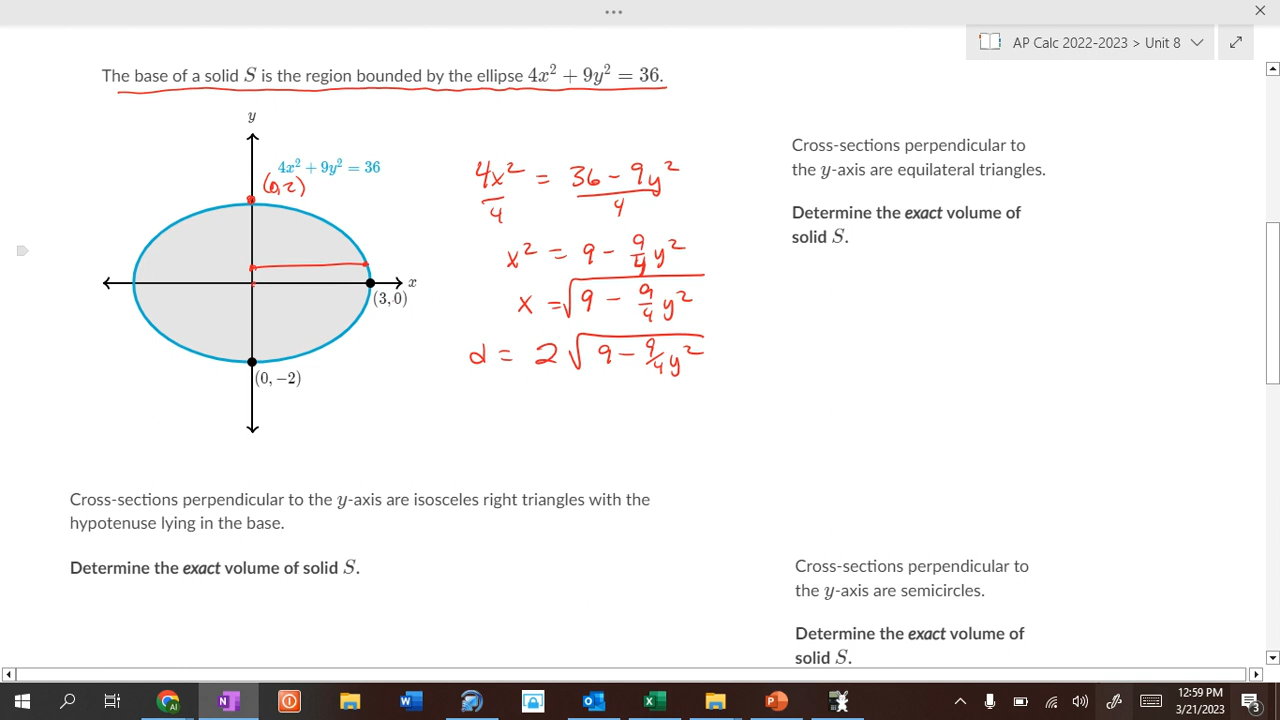 AP Calc 2022-2023 > Unit 8
The base of a solid S is the region bounded by the ellipse 4x² + 9y² = 36.
y
4x² + 9y² = 36
(0,2)
x
(3,0)
(0, −2)
4x²/4 = (36 − 9y²)/4
x² = 9 − 9/4 y²
x = √(9 − 9/4 y²)
d = 2√(9 − 9/4 y²)
Cross-sections perpendicular to
the y-axis are equilateral triangles.
Determine the exact volume of
solid S.
Cross-sections perpendicular to the y-axis are isosceles right triangles with the
hypotenuse lying in the base.
Determine the exact volume of solid S.
Cross-sections perpendicular to
the y-axis are semicircles.
Determine the exact volume of
solid S.
12:59 PM
3/21/2023
3